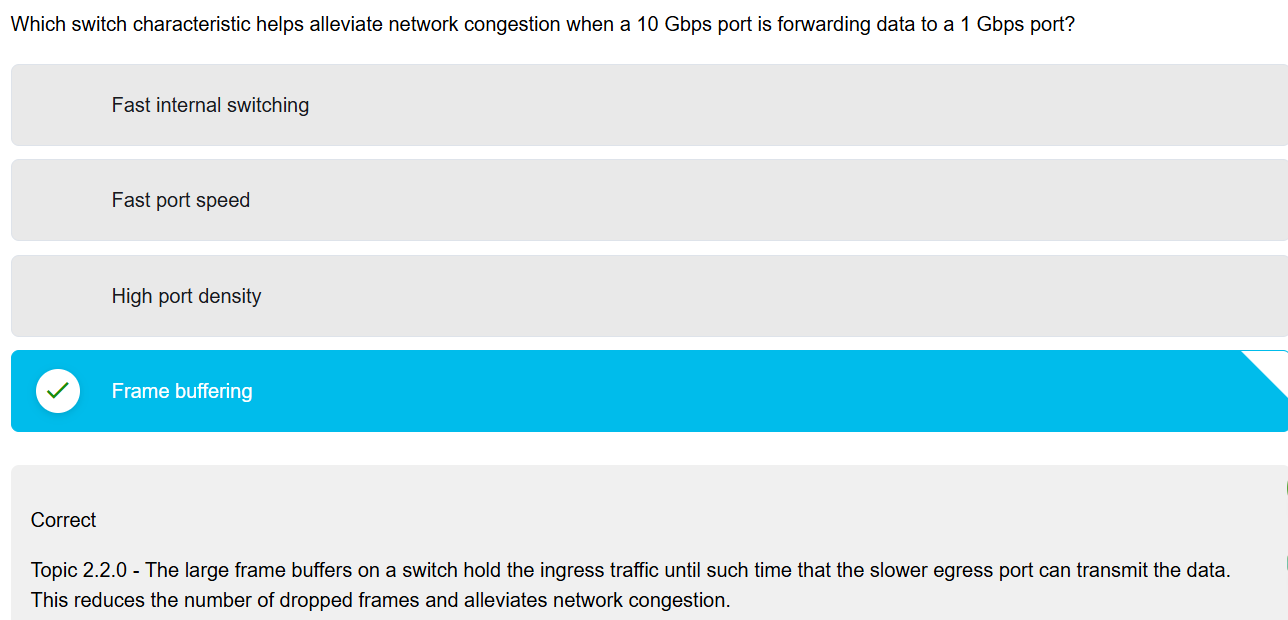 Which switch characteristic helps alleviate network congestion when a 10 Gbps port is forwarding data to a 1 Gbps port?
Fast internal switching
Fast port speed
High port density
Frame buffering
Correct
Topic 2.2.0 - The large frame buffers on a switch hold the ingress traffic until such time that the slower egress port can transmit the data.
This reduces the number of dropped frames and alleviates network congestion.